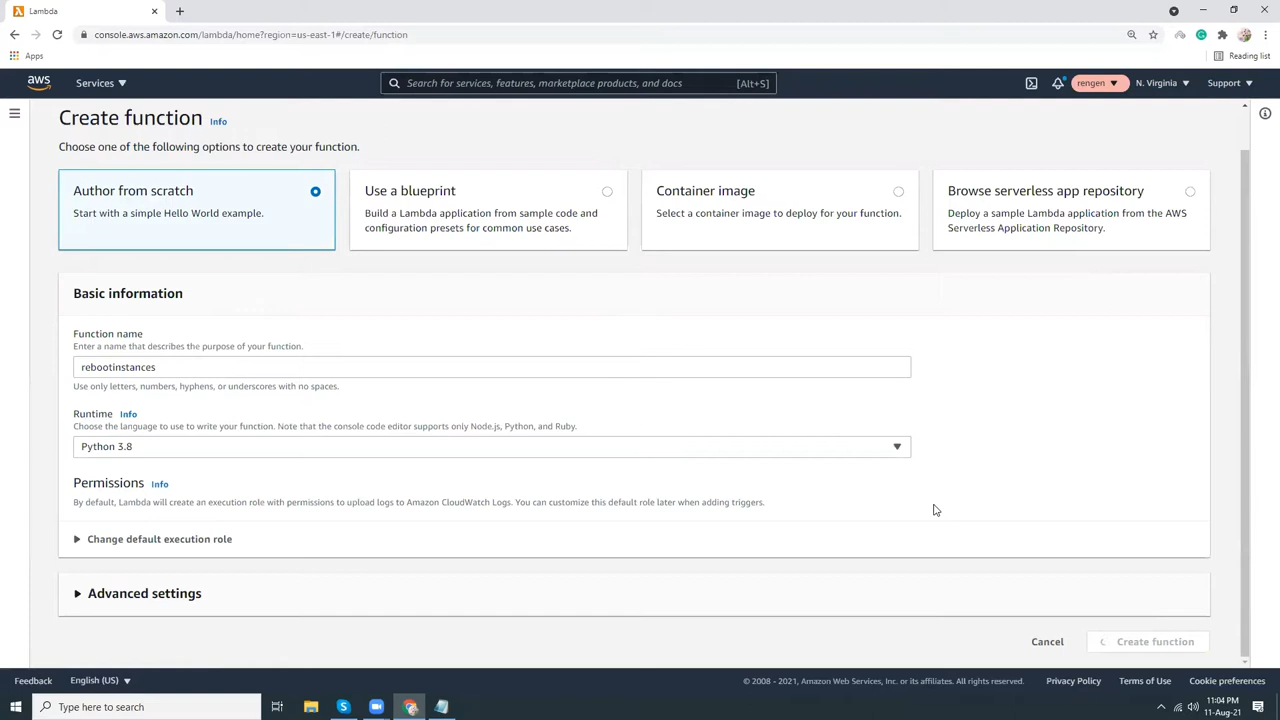 Lambda
console.aws.amazon.com/lambda/home?region=us-east-1#/create/function
Apps
Reading list
aws
Services
Search for services, features, marketplace products, and docs
[Alt+S]
rengen
N. Virginia
Support
Create function Info
Choose one of the following options to create your function.
Author from scratch
Start with a simple Hello World example.
Use a blueprint
Build a Lambda application from sample code and
configuration presets for common use cases.
Container image
Select a container image to deploy for your function.
Browse serverless app repository
Deploy a sample Lambda application from the AWS
Serverless Application Repository.
Basic information
Function name
Enter a name that describes the purpose of your function.
rebootinstances
Use only letters, numbers, hyphens, or underscores with no spaces.
Runtime Info
Choose the language to use to write your function. Note that the console code editor supports only Node.js, Python, and Ruby.
Python 3.8
Permissions Info
By default, Lambda will create an execution role with permissions to upload logs to Amazon CloudWatch Logs. You can customize this default role later when adding triggers.
Change default execution role
Advanced settings
Cancel
Create function
Feedback
English (US)
© 2008 - 2021, Amazon Web Services, Inc. or its affiliates. All rights reserved.
Privacy Policy
Terms of Use
Cookie preferences
Type here to search
11:04 PM
11-Aug-21